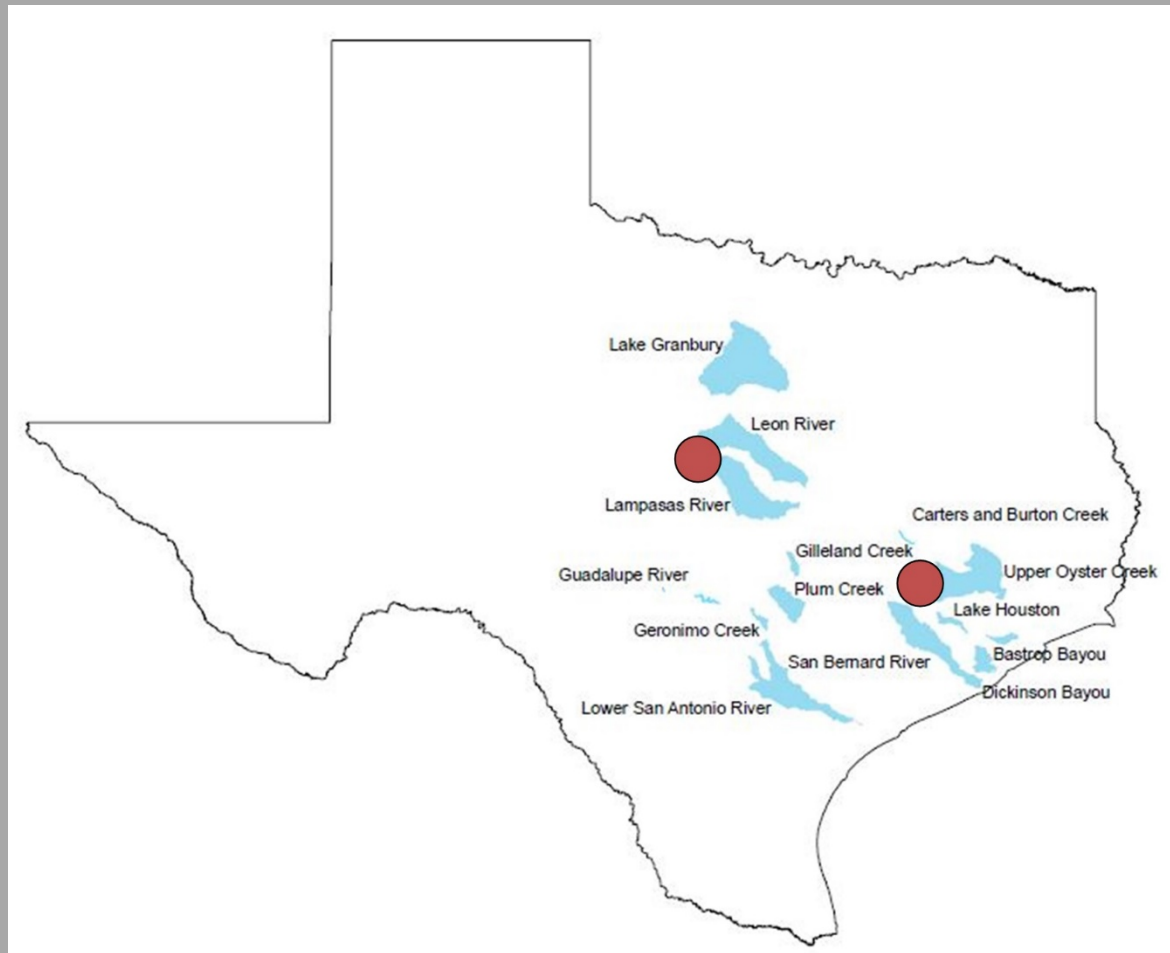 Lake Granbury
Leon River
Lampasas River
Carters and Burton Creek
Gilleland Creek
Upper Oyster Creek
Guadalupe River
Plum Creek
Lake Houston
Geronimo Creek
San Bernard River
Bastrop Bayou
Dickinson Bayou
Lower San Antonio River